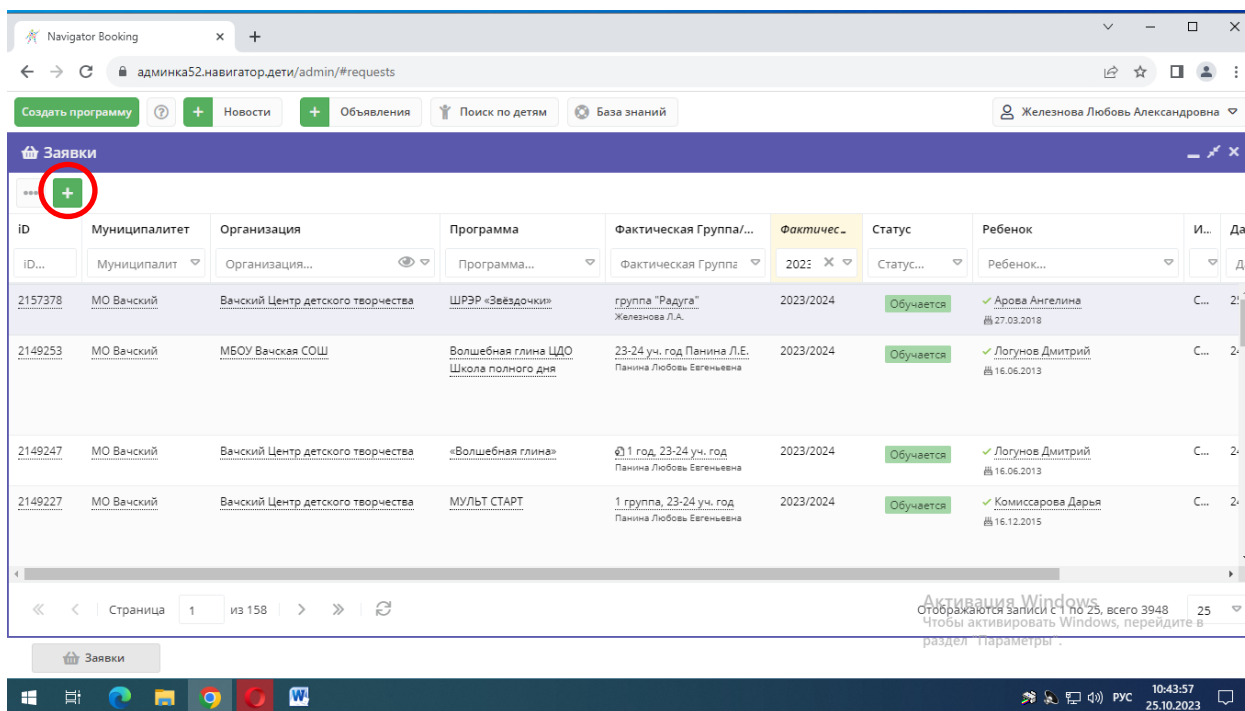 Navigator Booking
админка52.навигатор.дети/admin/#requests
Создать программу ? + Новости + Объявления Поиск по детям База знаний Железнова Любовь Александровна
Заявки
••• +
iD Муниципалитет Организация Программа Фактическая Группа/... Фактичес... Статус Ребенок И... Да
iD... Муниципалит Организация... Программа... Фактическая Группа 2023 Статус... Ребенок... Д
2157378 МО Вачский Вачский Центр детского творчества ШРЭР «Звёздочки» группа "Радуга" 2023/2024 Обучается Арова Ангелина С...
Железнова Л.А. 27.03.2018
2149253 МО Вачский МБОУ Вачская СОШ Волшебная глина ЦДО 23-24 уч. год Панина Л.Е. 2023/2024 Обучается Логунов Дмитрий С...
Школа полного дня Панина Любовь Евгеньевна 16.06.2013
2149247 МО Вачский Вачский Центр детского творчества «Волшебная глина» 1 год, 23-24 уч. год 2023/2024 Обучается Логунов Дмитрий С...
Панина Любовь Евгеньевна 16.06.2013
2149227 МО Вачский Вачский Центр детского творчества МУЛЬТ СТАРТ 1 группа, 23-24 уч. год 2023/2024 Обучается Комиссарова Дарья С...
Панина Любовь Евгеньевна 16.12.2015
Страница 1 из 158 Отображаются записи с 1 по 25, всего 3948 25
Активация Windows
Чтобы активировать Windows, перейдите в
раздел "Параметры".
Заявки
РУС 10:43:57
25.10.2023